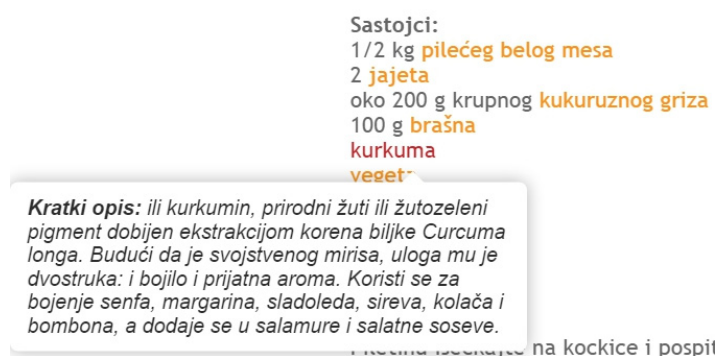 Sastojci:
1/2 kg pilećeg belog mesa
2 jajeta
oko 200 g krupnog kukuruznog griza
100 g brašna
kurkuma
vegeta
Kratki opis: ili kurkumin, prirodni žuti ili žutozeleni
pigment dobijen ekstrakcijom korena biljke Curcuma
longa. Budući da je svojstvenog mirisa, uloga mu je
dvostruka: i bojilo i prijatna aroma. Koristi se za
bojenje senfa, margarina, sladoleda, sireva, kolača i
bombona, a dodaje se u salamure i salatne soseve.
na kockice i pospit